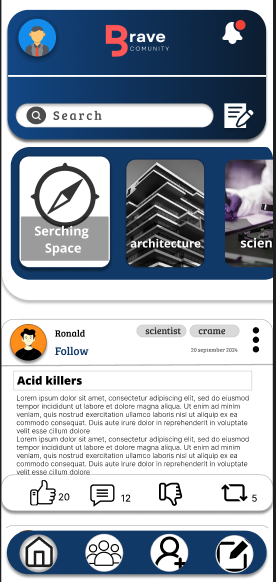 Brave
COMUNITY
Search
Serching
Space
architecture
scien
Ronald
Follow
scientist
crame
20 september 2024
Acid killers
Lorem ipsum dolor sit amet, consectetur adipiscing elit, sed do eiusmod
tempor incididunt ut labore et dolore magna aliqua. Ut enim ad minim
veniam, quis nostrud exercitation ullamco laboris nisi ut aliquip ex ea
commodo consequat. Duis aute irure dolor in reprehenderit in voluptate
velit esse cillum dolore
Lorem ipsum dolor sit amet, consectetur adipiscing elit, sed do eiusmod
tempor incididunt ut labore et dolore magna aliqua. Ut enim ad minim
veniam, quis nostrud exercitation ullamco laboris nisi ut aliquip ex ea
commodo consequat. Duis aute irure dolor in reprehenderit in voluptate
velit esse cillum dolore
20
12
5